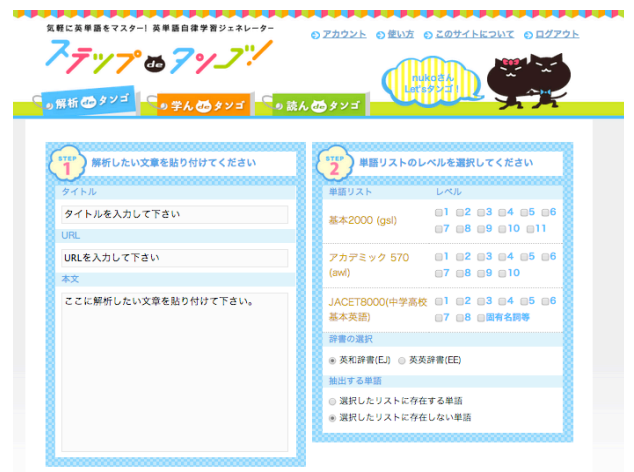 気軽に英単語をマスター! 英単語自律学習ジェネレーター
アカウント 使い方 このサイトについて ログアウト
ステップ de タンゴ!
nukoさん
Let'sタンゴ!
解析 de タンゴ 学ん de タンゴ 読ん de タンゴ
STEP 1 解析したい文章を貼り付けてください
タイトル
タイトルを入力して下さい
URL
URLを入力して下さい
本文
ここに解析したい文章を貼り付けて下さい。
STEP 2 単語リストのレベルを選択してください
単語リスト レベル
基本2000 (gsl)
1 2 3 4 5 6
7 8 9 10 11
アカデミック 570
(awl)
1 2 3 4 5 6
7 8 9 10
JACET8000(中学高校
基本英語)
1 2 3 4 5 6
7 8 固有名詞等
辞書の選択
英和辞書(EJ) 英英辞書(EE)
抽出する単語
選択したリストに存在する単語
選択したリストに存在しない単語